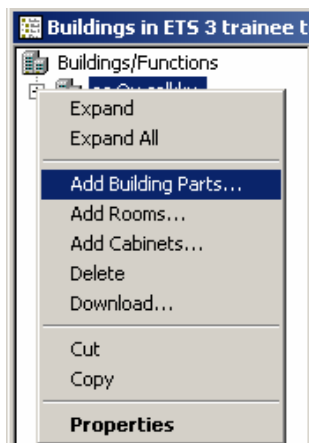 Buildings in ETS 3 trainee t
Buildings/Functions
Expand
Expand All
Add Building Parts...
Add Rooms...
Add Cabinets...
Delete
Download...
Cut
Copy
Properties